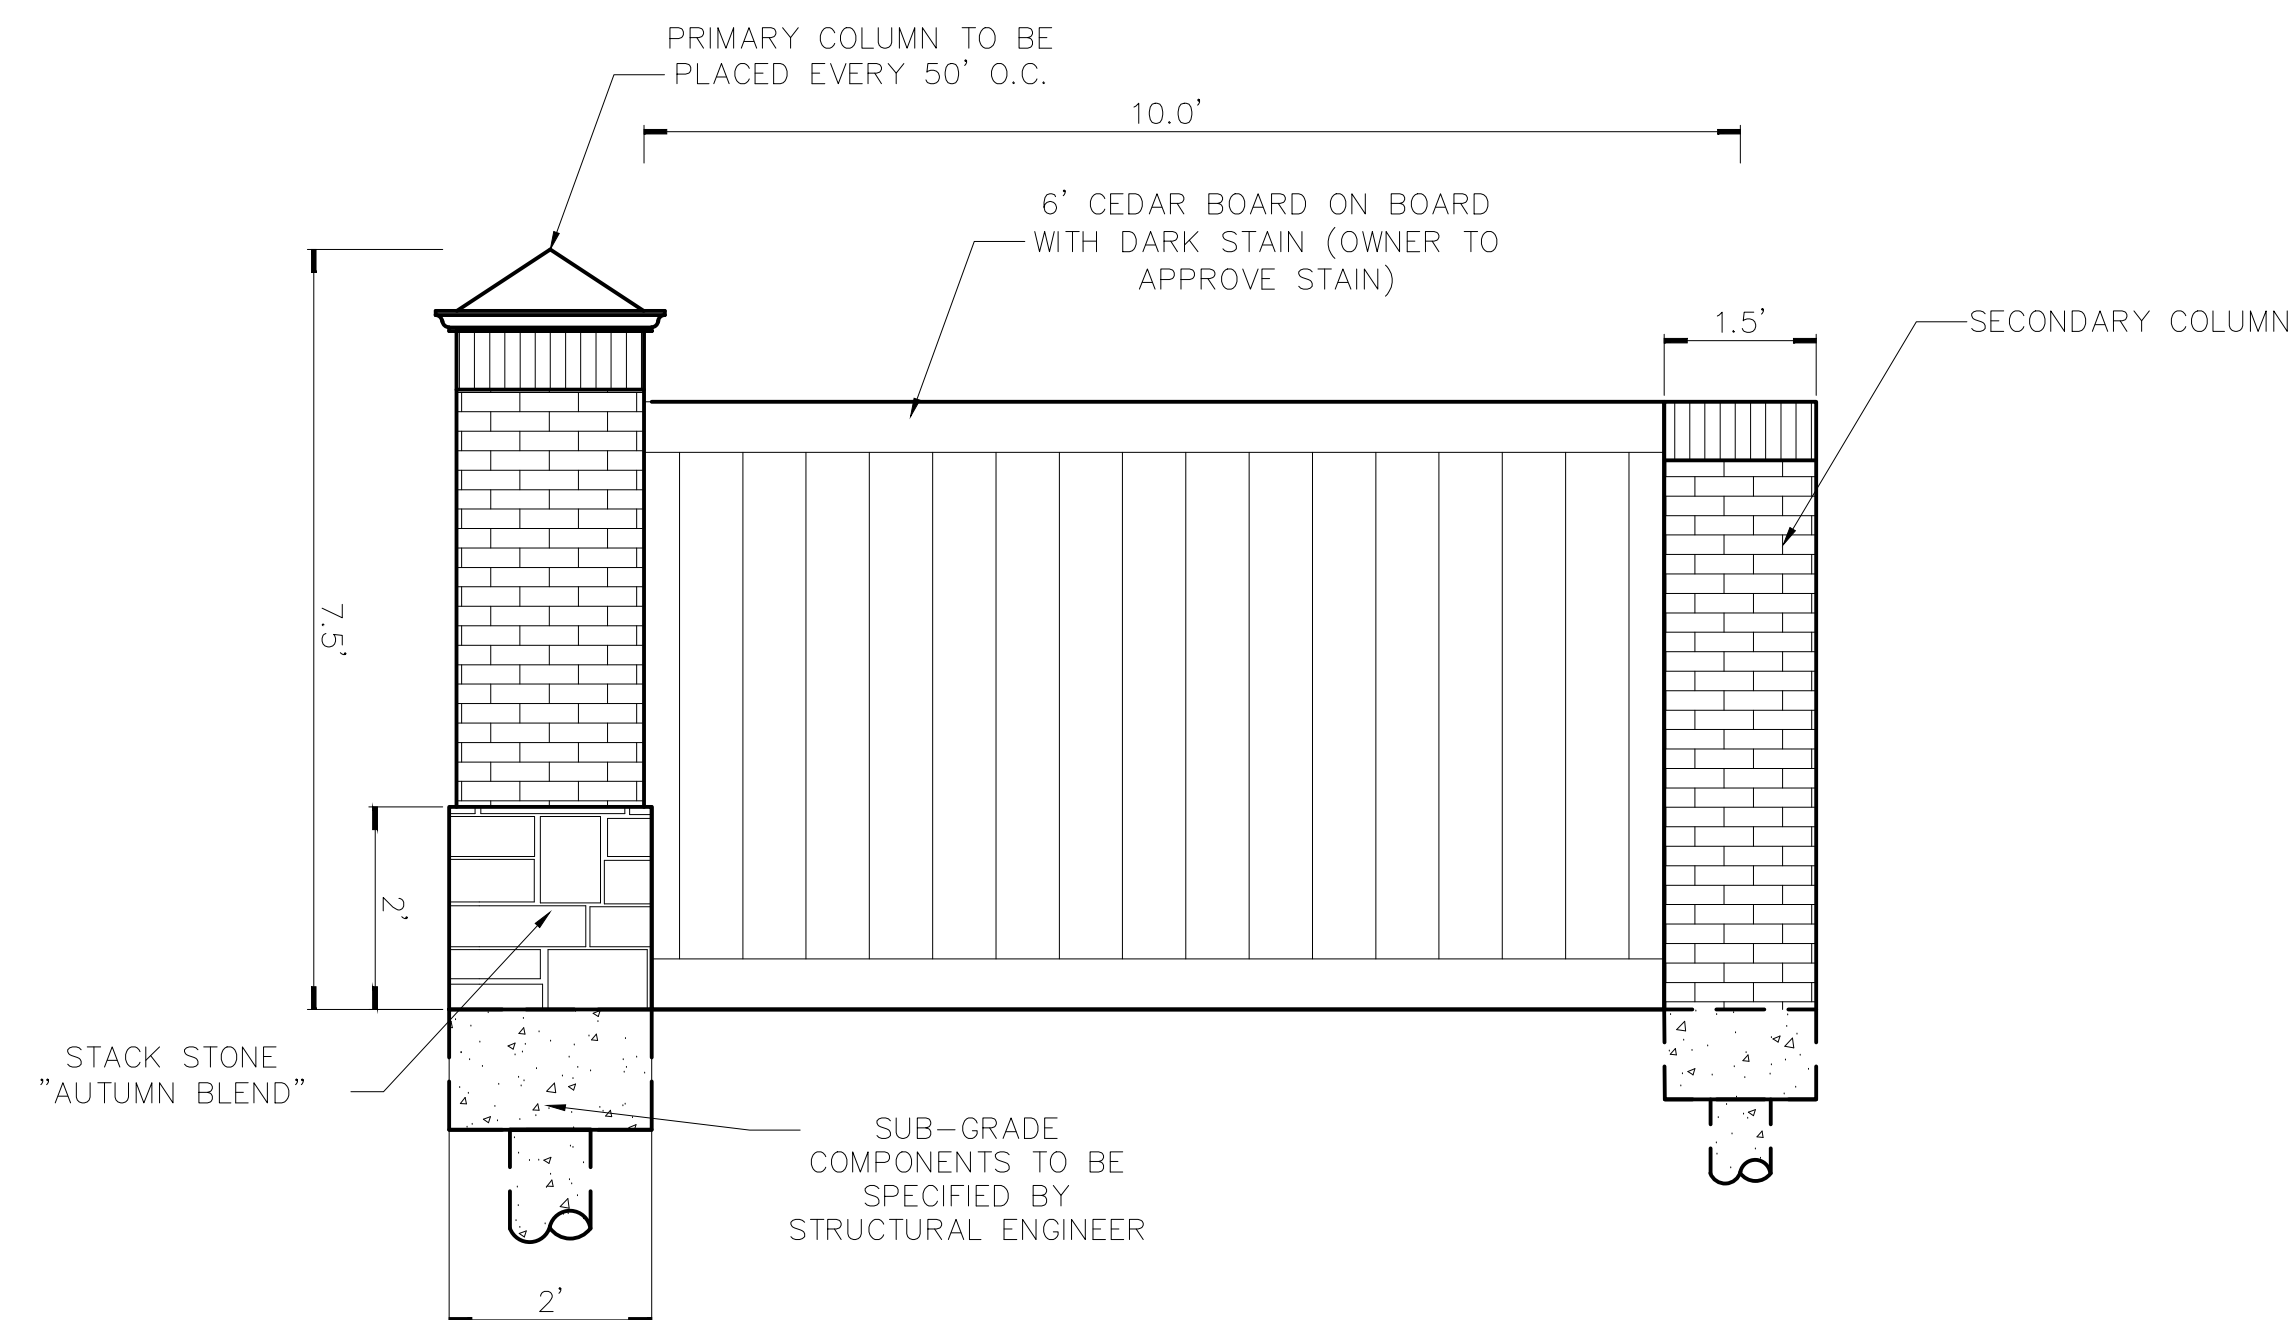 PRIMARY COLUMN TO BE
PLACED EVERY 50' O.C.
10.0'
6' CEDAR BOARD ON BOARD
WITH DARK STAIN (OWNER TO
APPROVE STAIN)
1.5'
SECONDARY COLUMN
7.5'
2'
STACK STONE
"AUTUMN BLEND"
SUB-GRADE
COMPONENTS TO BE
SPECIFIED BY
STRUCTURAL ENGINEER
2'